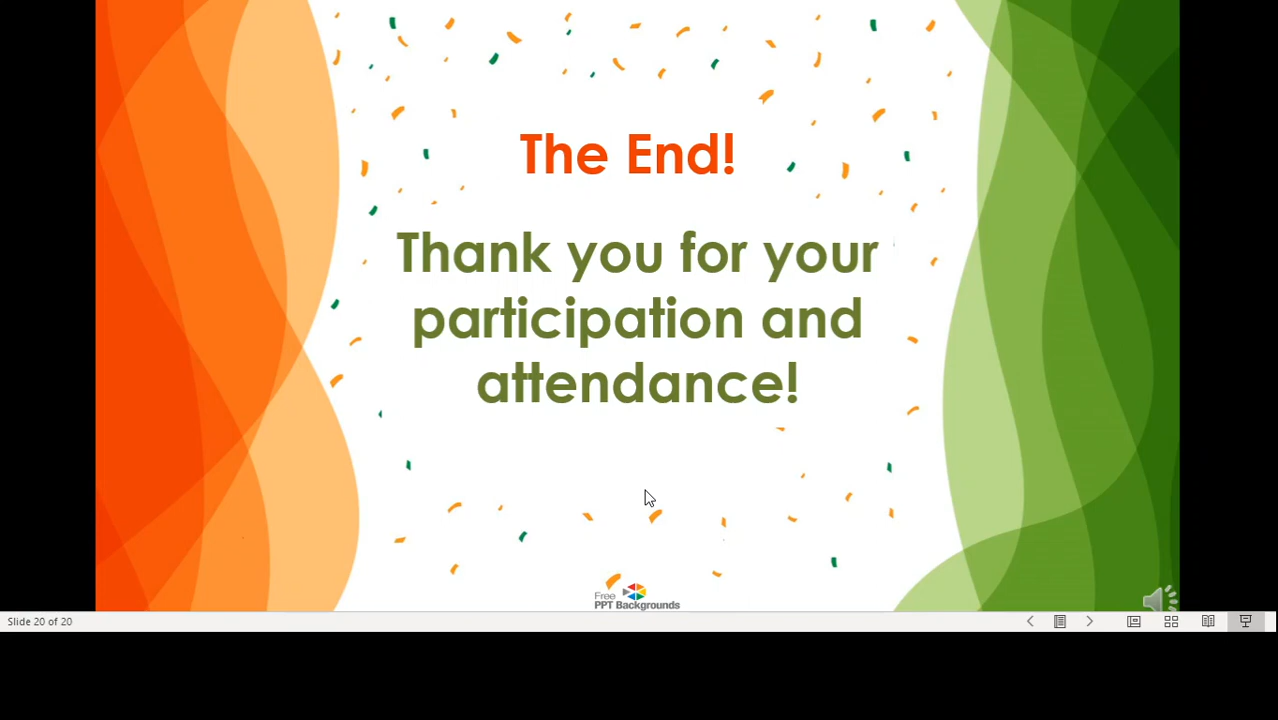 The End!
Thank you for your
participation and
attendance!
Free
PPT Backgrounds
Slide 20 of 20